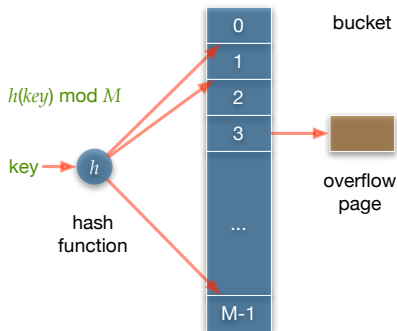 0
bucket
1
h(key) mod M
2
3
key
h
overflow
page
hash
function
...
M-1